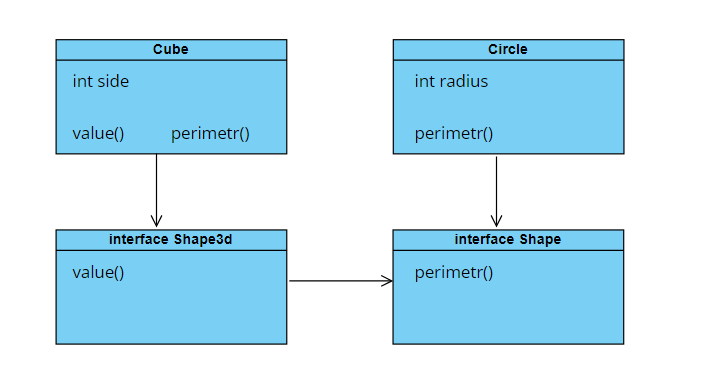 Cube
int side
value() perimetr()
Circle
int radius
perimetr()
interface Shape3d
value()
interface Shape
perimetr()